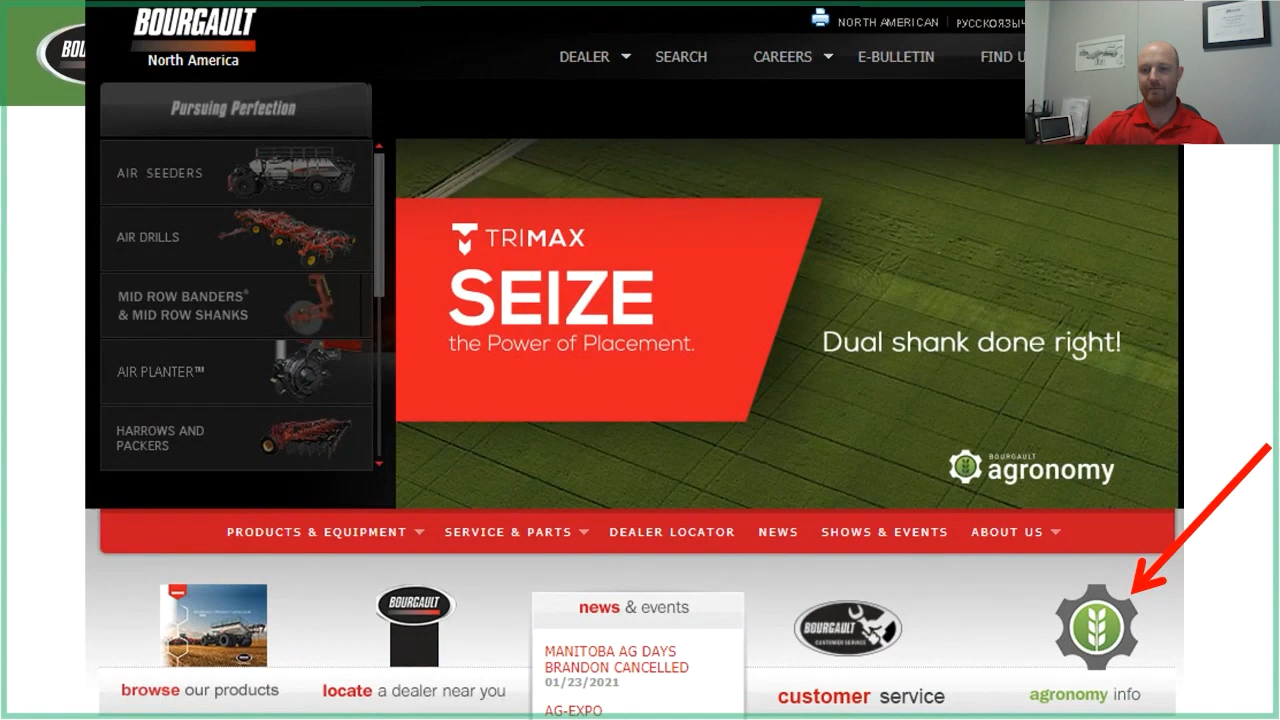 BOURGAULT
North America
NORTH AMERICAN
DEALER
SEARCH
CAREERS
E-BULLETIN
FIND U
Pursuing Perfection
AIR SEEDERS
AIR DRILLS
MID ROW BANDERS®
& MID ROW SHANKS
AIR PLANTER™
HARROWS AND
PACKERS
TRIMAX
SEIZE
the Power of Placement.
Dual shank done right!
BOURGAULT
agronomy
PRODUCTS & EQUIPMENT
SERVICE & PARTS
DEALER LOCATOR
NEWS
SHOWS & EVENTS
ABOUT US
BOURGAULT
BOURGAULT
CUSTOMER SERVICE
browse our products
locate a dealer near you
news & events
MANITOBA AG DAYS
BRANDON CANCELLED
01/23/2021
AG-EXPO
customer service
agronomy info